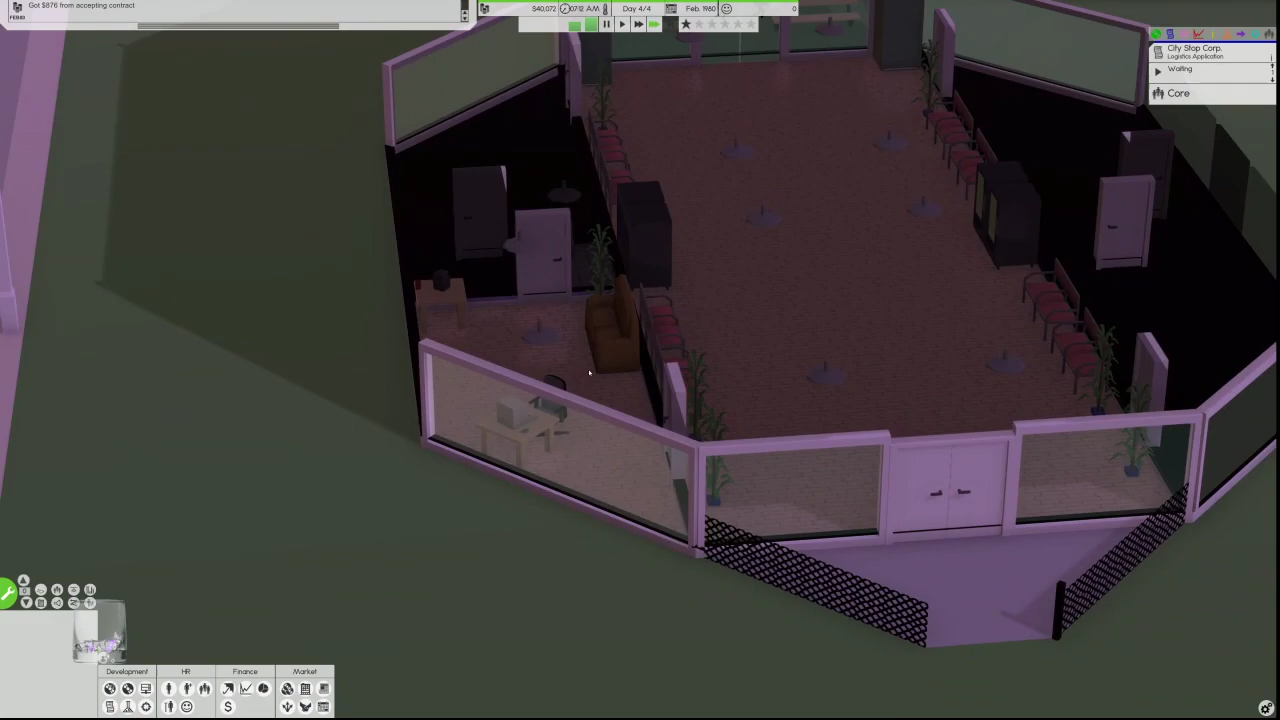 Got $876 from accepting contract
FEB80
$40,072
07:12 AM
Day 4/4
Feb. 1980
0
City Stop Corp.
Logistics Application
Waiting
Core
Development
HR
Finance
Market